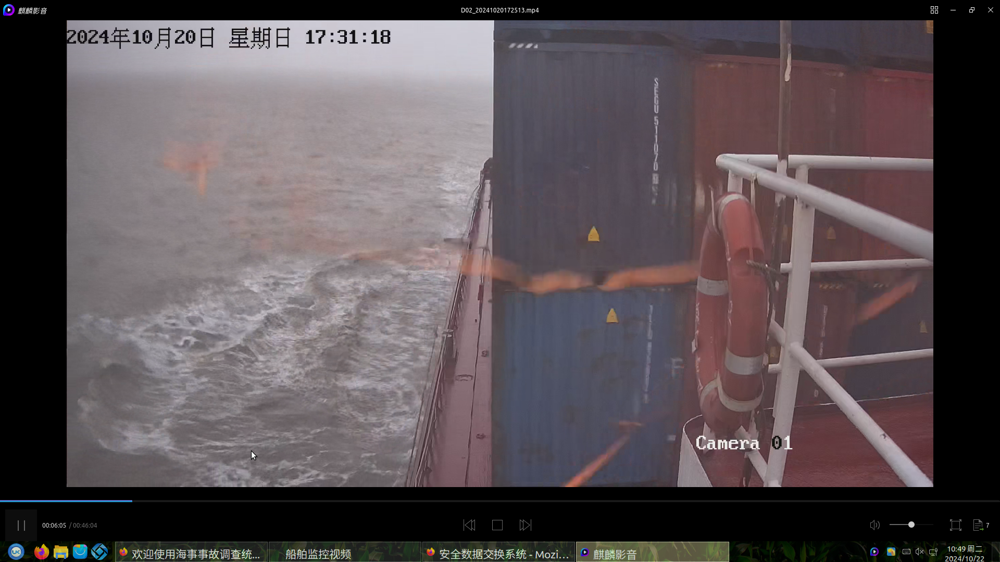 麒麟影音
D02_20241020172513.mp4
2024年10月20日 星期日 17:31:18
SEGU 511070
Camera 01
00:06:05 / 00:46:04
7
UK
欢迎使用海事事故调查统...
船舶监控视频
安全数据交换系统 - Mozi...
麒麟影音
10:49 周二
2024/10/22